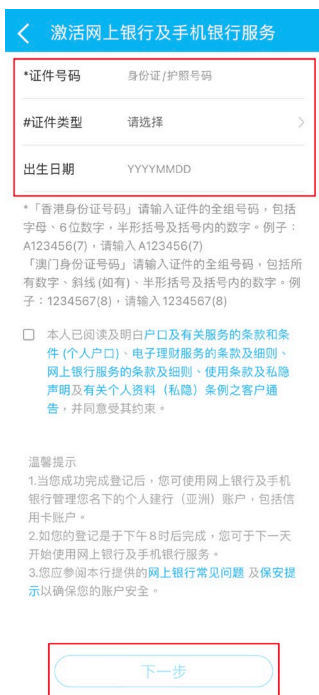 激活网上银行及手机银行服务
*证件号码 身份证/护照号码
#证件类型 请选择
出生日期 YYYYMMDD
*「香港身份证号码」请输入证件的全组号码，包括
字母、6位数字，半形括号及括号内的数字。例子：
A123456(7)，请输入A123456(7)
「澳门身份证号码」请输入证件的全组号码，包括所
有数字、斜线(如有)、半形括号及括号内的数字。例
子：1234567(8)，请输入1234567(8)
本人已阅读及明白户口及有关服务的条款和条
件 (个人户口)、电子理财服务的条款及细则、
网上银行服务的条款及细则、使用条款及私隐
声明及有关个人资料（私隐）条例之客户通
告，并同意受其约束。
温馨提示
1.当您成功完成登记后，您可使用网上银行及手机
银行管理您名下的个人建行（亚洲）账户，包括信
用卡账户。
2.如您的登记是于下午8时后完成，您可于下一天
开始使用网上银行及手机银行服务。
3.您应参阅本行提供的网上银行常见问题 及保安提
示以确保您的账户安全。
下一步